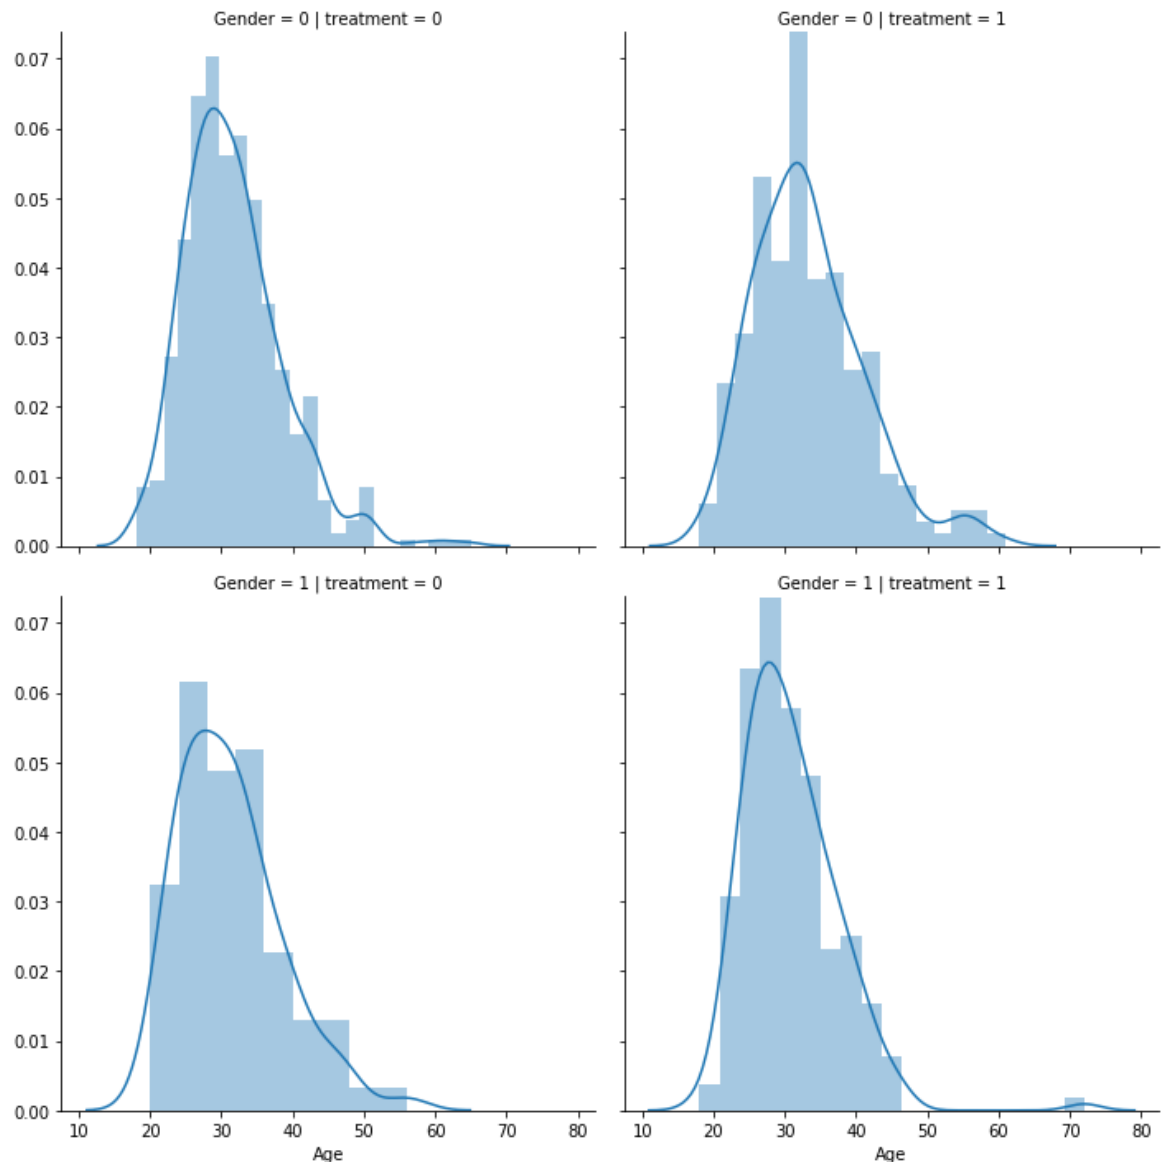 Gender = 0 | treatment = 0
Gender = 0 | treatment = 1
0.07
0.06
0.05
0.04
0.03
0.02
0.01
0.00
Gender = 1 | treatment = 0
Gender = 1 | treatment = 1
0.07
0.06
0.05
0.04
0.03
0.02
0.01
0.00
10 20 30 40 50 60 70 80
10 20 30 40 50 60 70 80
Age
Age